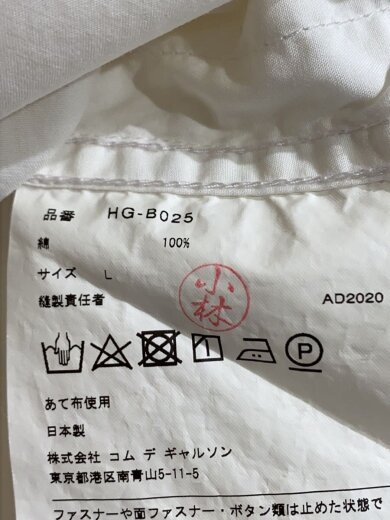 品番 HG-B025
綿 100%
サイズ L
縫製責任者 小林 AD2020
あて布使用
日本製
株式会社 コム デ ギャルソン
東京都港区南青山5-11-5
ファスナーや面ファスナー・ボタン類は止めた状態で